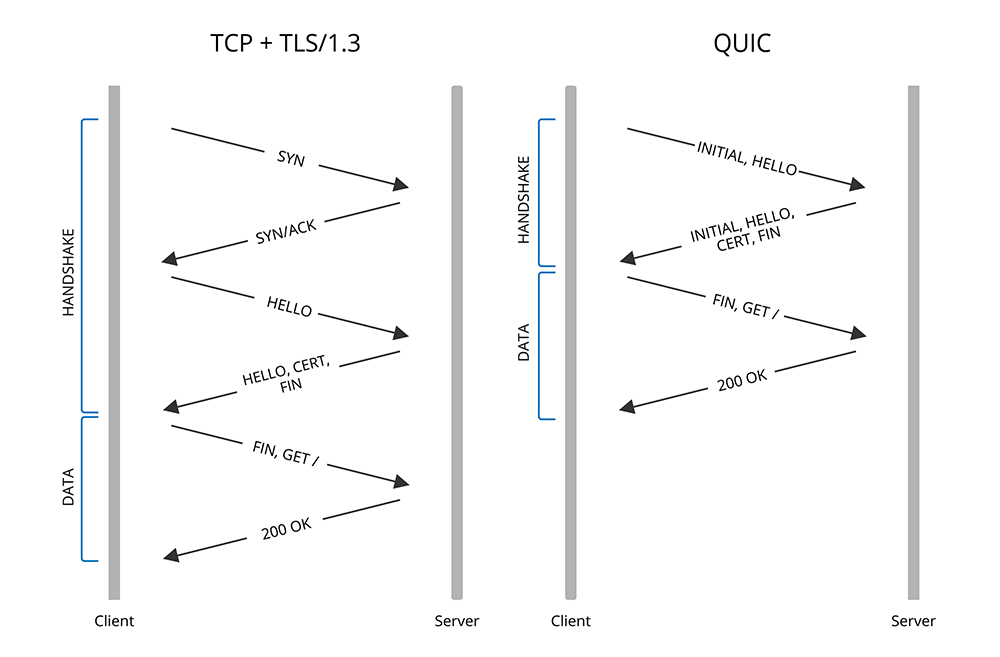 TCP + TLS/1.3
HANDSHAKE
SYN
SYN/ACK
HELLO
HELLO, CERT,
FIN
DATA
FIN, GET /
200 OK
Client
Server
QUIC
HANDSHAKE
INITIAL, HELLO
INITIAL, HELLO,
CERT, FIN
DATA
FIN, GET /
200 OK
Client
Server